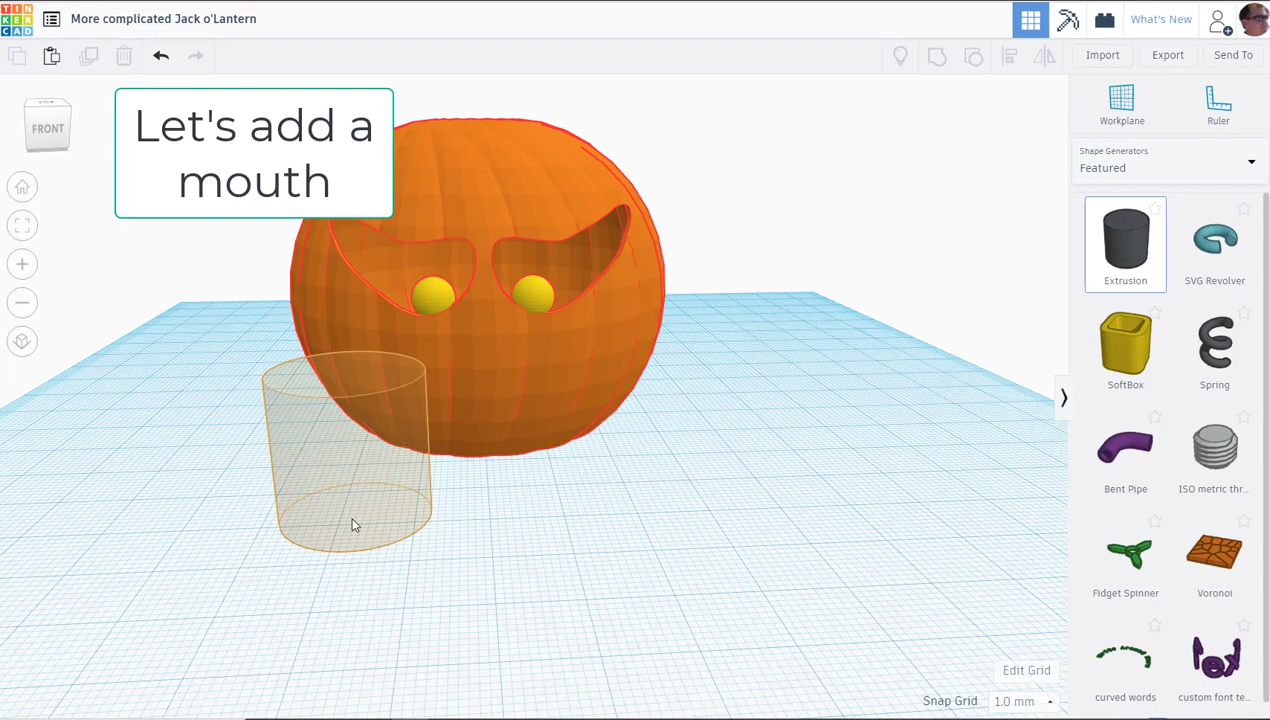 TIN
KER
CAD
More complicated Jack o'Lantern
What's New
Import
Export
Send To
TOP
FRONT
Let's add a
mouth
Workplane
Ruler
Shape Generators
Featured
Extrusion
SVG Revolver
SoftBox
Spring
Bent Pipe
ISO metric thr...
Fidget Spinner
Voronoi
curved words
custom font te...
Edit Grid
Snap Grid
1.0 mm